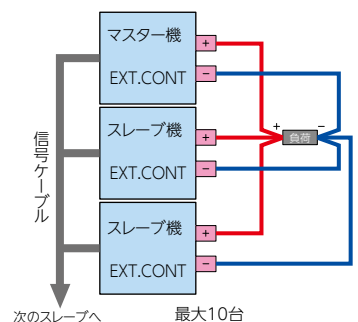 マスター機
+
EXT.CONT
−
+
−
負荷
スレーブ機
+
EXT.CONT
−
スレーブ機
+
EXT.CONT
−
信号ケーブル
次のスレーブへ
最大10台